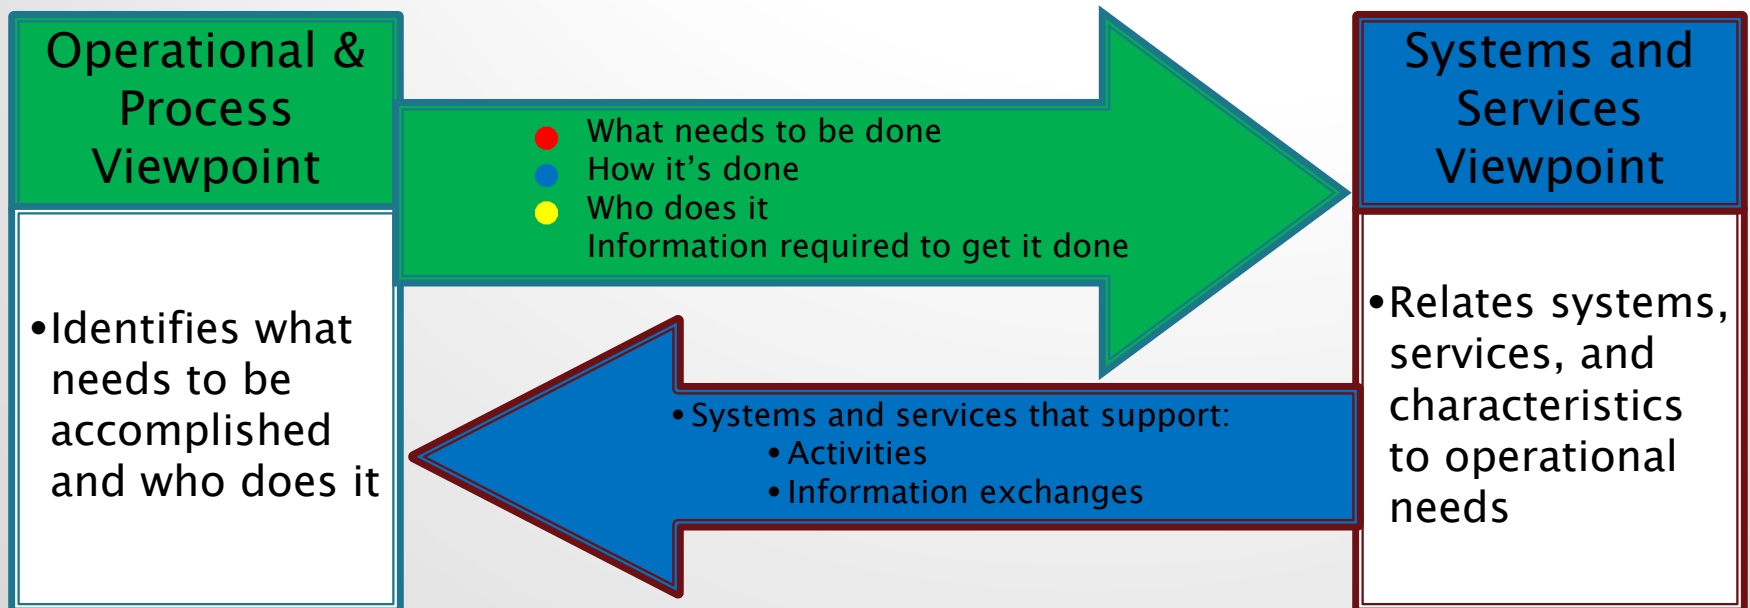 Operational &
Process
Viewpoint
•Identifies what
needs to be
accomplished
and who does it
What needs to be done
How it’s done
Who does it
Information required to get it done
• Systems and services that support:
• Activities
• Information exchanges
Systems and
Services
Viewpoint
•Relates systems,
services, and
characteristics
to operational
needs